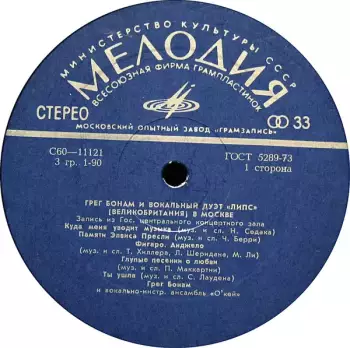 МИНИСТЕРСТВО КУЛЬТУРЫ СССР
МЕЛОДИЯ
ВСЕСОЮЗНАЯ ФИРМА ГРАМПЛАСТИНОК
СТЕРЕО 33
МОСКОВСКИЙ ОПЫТНЫЙ ЗАВОД «ГРАМЗАПИСЬ»
С60—11121 ГОСТ 5289-73
3 гр. 1-90 1 сторона
ГРЕГ БОНАМ И ВОКАЛЬНЫЙ ДУЭТ «ЛИПС»
(ВЕЛИКОБРИТАНИЯ) В МОСКВЕ
Запись из Гос. центрального концертного зала
Куда меня уводит музыка (муз. и сл. Н. Седака)
Памяти Элвиса Пресли (муз. и сл. Ч. Берри)
Фигаро. Анджело
(муз. и сл. Т. Хиллера, Л. Шеридана, М. Ли)
Глупые песенки о любви
(муз. и сл. П. Маккартни)
Ты ушла (муз. и сл. С. Лаудена)
Грег Бонам
и вокально-инстр. ансамбль «О'кей»